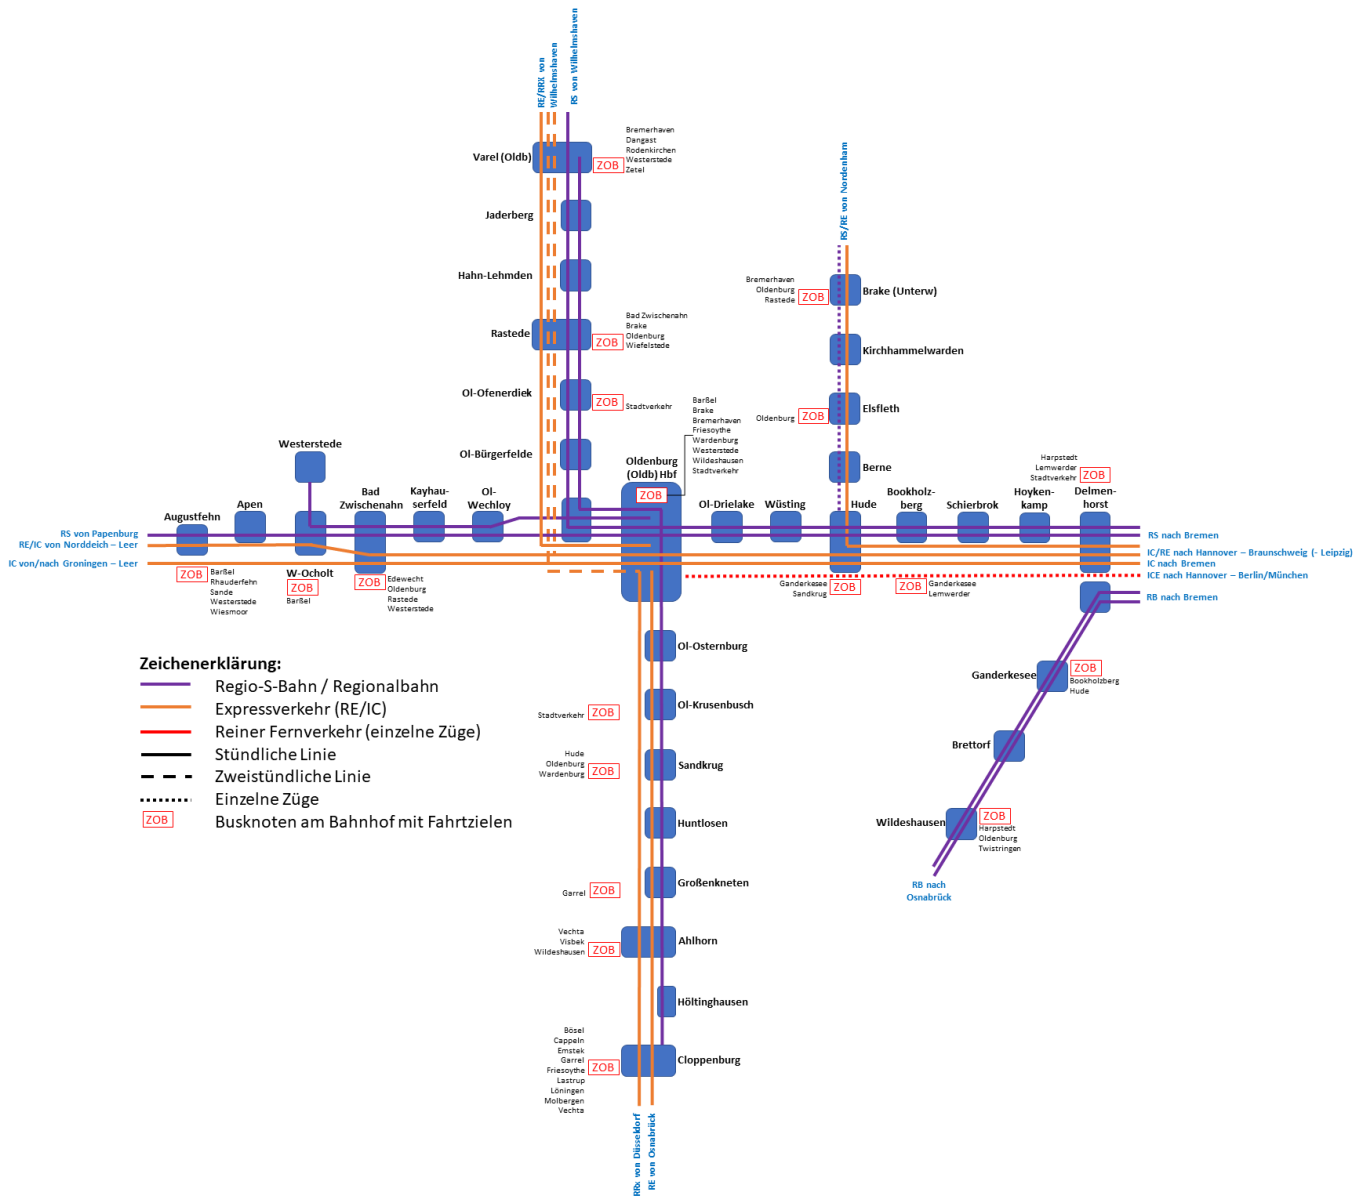 RE/RRX von
Wilhelmshaven
RS von Wilhelmshaven
Varel (Oldb)
ZOB
Bremerhaven
Dangast
Rodenkirchen
Westerstede
Zetel
Jaderberg
Hahn-Lehmden
Rastede
ZOB
Bad Zwischenahn
Brake
Oldenburg
Wiefelstede
Ol-Ofenerdiek
ZOB
Stadtverkehr
Ol-Bürgerfelde
RS/RE von Nordenham
Bremerhaven
Oldenburg
Rastede
ZOB
Brake (Unterw)
Kirchhammelwarden
Oldenburg
ZOB
Elsfleth
Berne
Barßel
Brake
Bremerhaven
Friesoythe
Wardenburg
Westerstede
Wildeshausen
Stadtverkehr
Oldenburg
(Oldb) Hbf
ZOB
Westerstede
Augustfehn
Apen
Bad
Zwischenahn
Kayhau-
serfeld
Ol-
Wechloy
Ol-Drielake
Wüsting
Hude
Bookholz-
berg
Schierbrok
Hoyken-
kamp
Harpstedt
Lemwerder
Stadtverkehr
ZOB
Delmen-
horst
RS von Papenburg
RE/IC von Norddeich – Leer
IC von/nach Groningen – Leer
RS nach Bremen
IC/RE nach Hannover – Braunschweig (- Leipzig)
IC nach Bremen
ICE nach Hannover – Berlin/München
RB nach Bremen
ZOB
Barßel
Rhauderfehn
Sande
Westerstede
Wiesmoor
W-Ocholt
ZOB
Barßel
ZOB
Edewecht
Oldenburg
Rastede
Westerstede
Ganderkesee
Sandkrug
ZOB
ZOB
Ganderkesee
Lemwerder
Ol-Osternburg
Stadtverkehr
ZOB
Ol-Krusenbusch
Hude
Oldenburg
Wardenburg
ZOB
Sandkrug
Huntlosen
Garrel
ZOB
Großenkneten
Vechta
Visbek
Wildeshausen
ZOB
Ahlhorn
Höltinghausen
Bösel
Cappeln
Emstek
Garrel
Friesoythe
Lastrup
Löningen
Molbergen
Vechta
ZOB
Cloppenburg
RRx von Düsseldorf
RE von Osnabrück
Ganderkesee
ZOB
Bookholzberg
Hude
Brettorf
Wildeshausen
ZOB
Harpstedt
Oldenburg
Twistringen
RB nach
Osnabrück
Zeichenerklärung:
Regio-S-Bahn / Regionalbahn
Expressverkehr (RE/IC)
Reiner Fernverkehr (einzelne Züge)
Stündliche Linie
Zweistündliche Linie
Einzelne Züge
ZOB Busknoten am Bahnhof mit Fahrtzielen